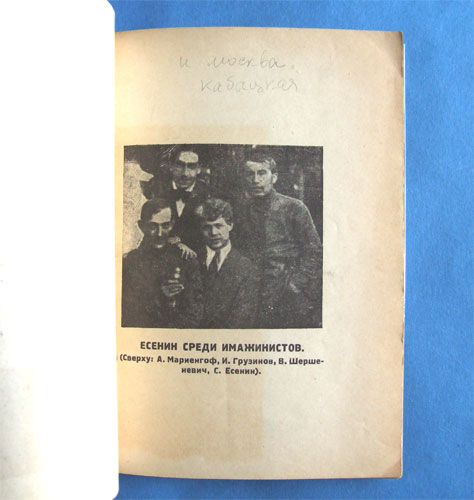 и москва.
кабацкая
ЕСЕНИН СРЕДИ ИМАЖИНИСТОВ.
(Сверху: А. Мариенгоф, И. Грузинов, В. Шерше-
невич, С. Есенин).